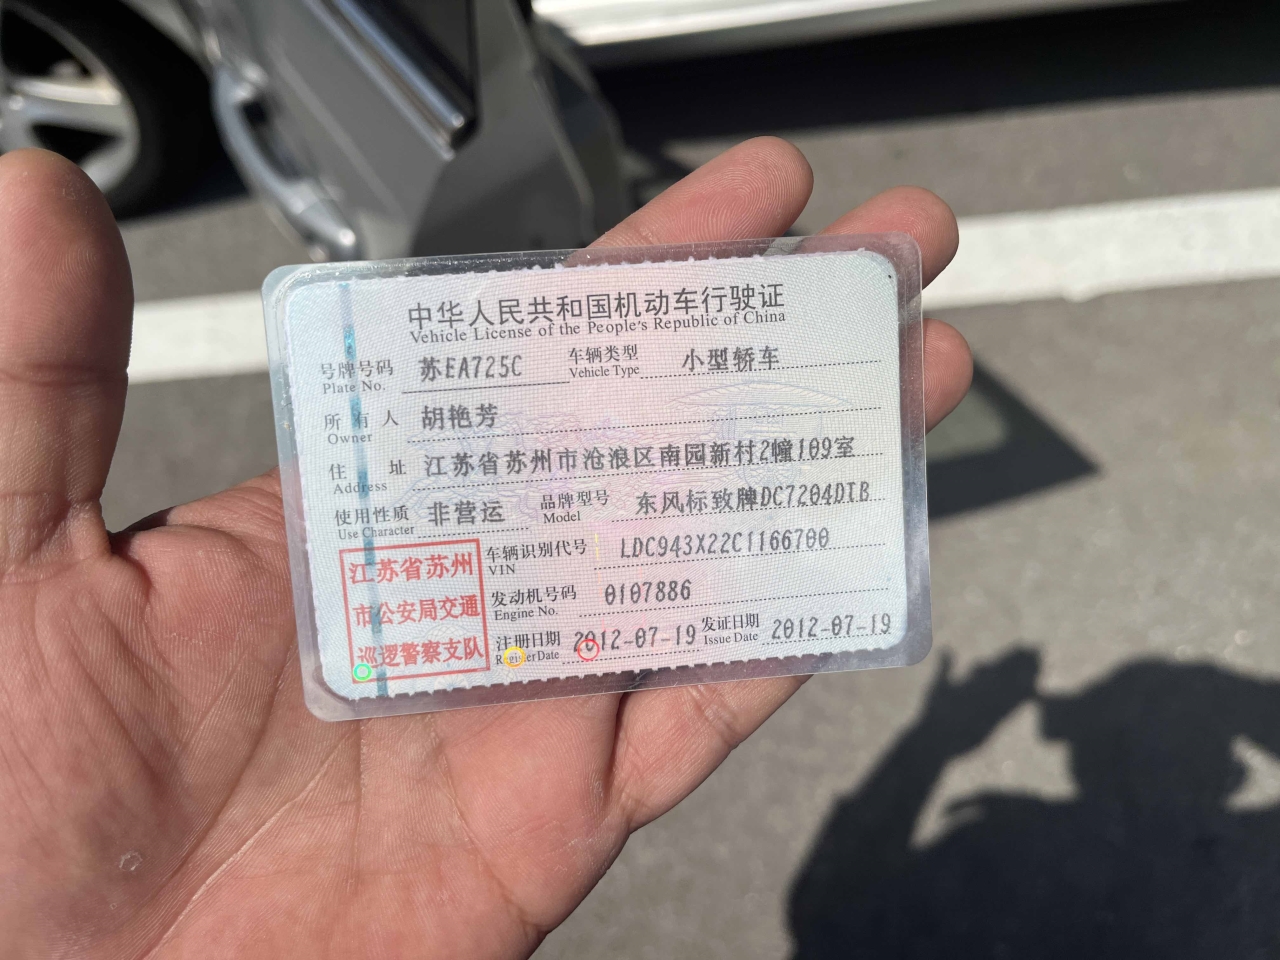 中华人民共和国机动车行驶证
Vehicle License of the People's Republic of China
号牌号码 苏EA725C 车辆类型 小型轿车
Plate No. Vehicle Type
所有人 胡艳芳
Owner
住址 江苏省苏州市沧浪区南园新村2幢109室
Address
使用性质 非营运 品牌型号 东风标致牌DC7204DTB
Use Character Model
江苏省苏州
市公安局交通
巡逻警察支队
车辆识别代号 LDC943X22C1166700
VIN
发动机号码 0107886
Engine No.
注册日期 2012-07-19 发证日期 2012-07-19
Register Date Issue Date